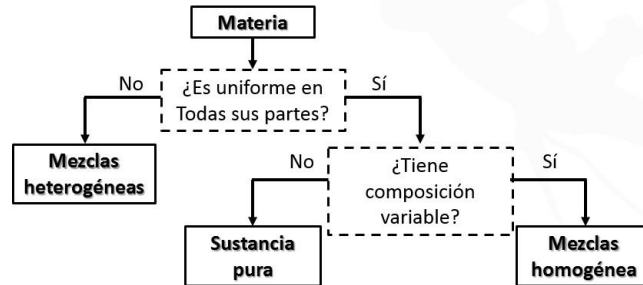 Materia
¿Es uniforme en
Todas sus partes?
No
Sí
Mezclas
heterogéneas
¿Tiene
composición
variable?
No
Sí
Sustancia
pura
Mezclas
homogénea